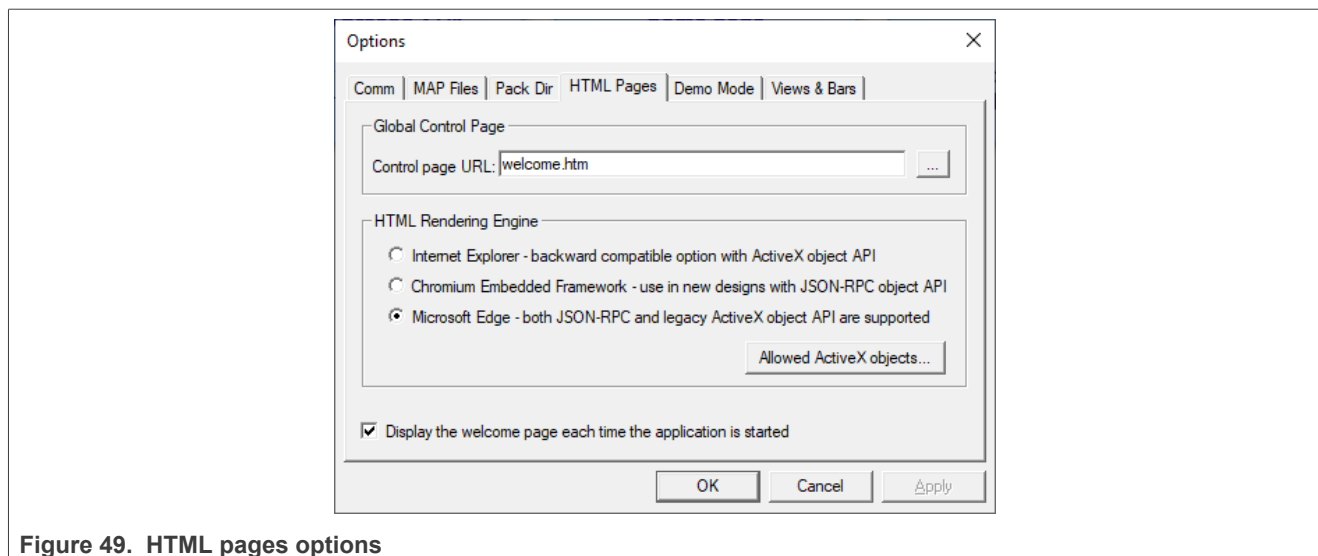 Options
Comm MAP Files Pack Dir HTML Pages Demo Mode Views & Bars
Global Control Page
Control page URL: welcome.htm ...
HTML Rendering Engine
Internet Explorer - backward compatible option with ActiveX object API
Chromium Embedded Framework - use in new designs with JSON-RPC object API
Microsoft Edge - both JSON-RPC and legacy ActiveX object API are supported
Allowed ActiveX objects...
Display the welcome page each time the application is started
OK Cancel Apply
Figure 49. HTML pages options